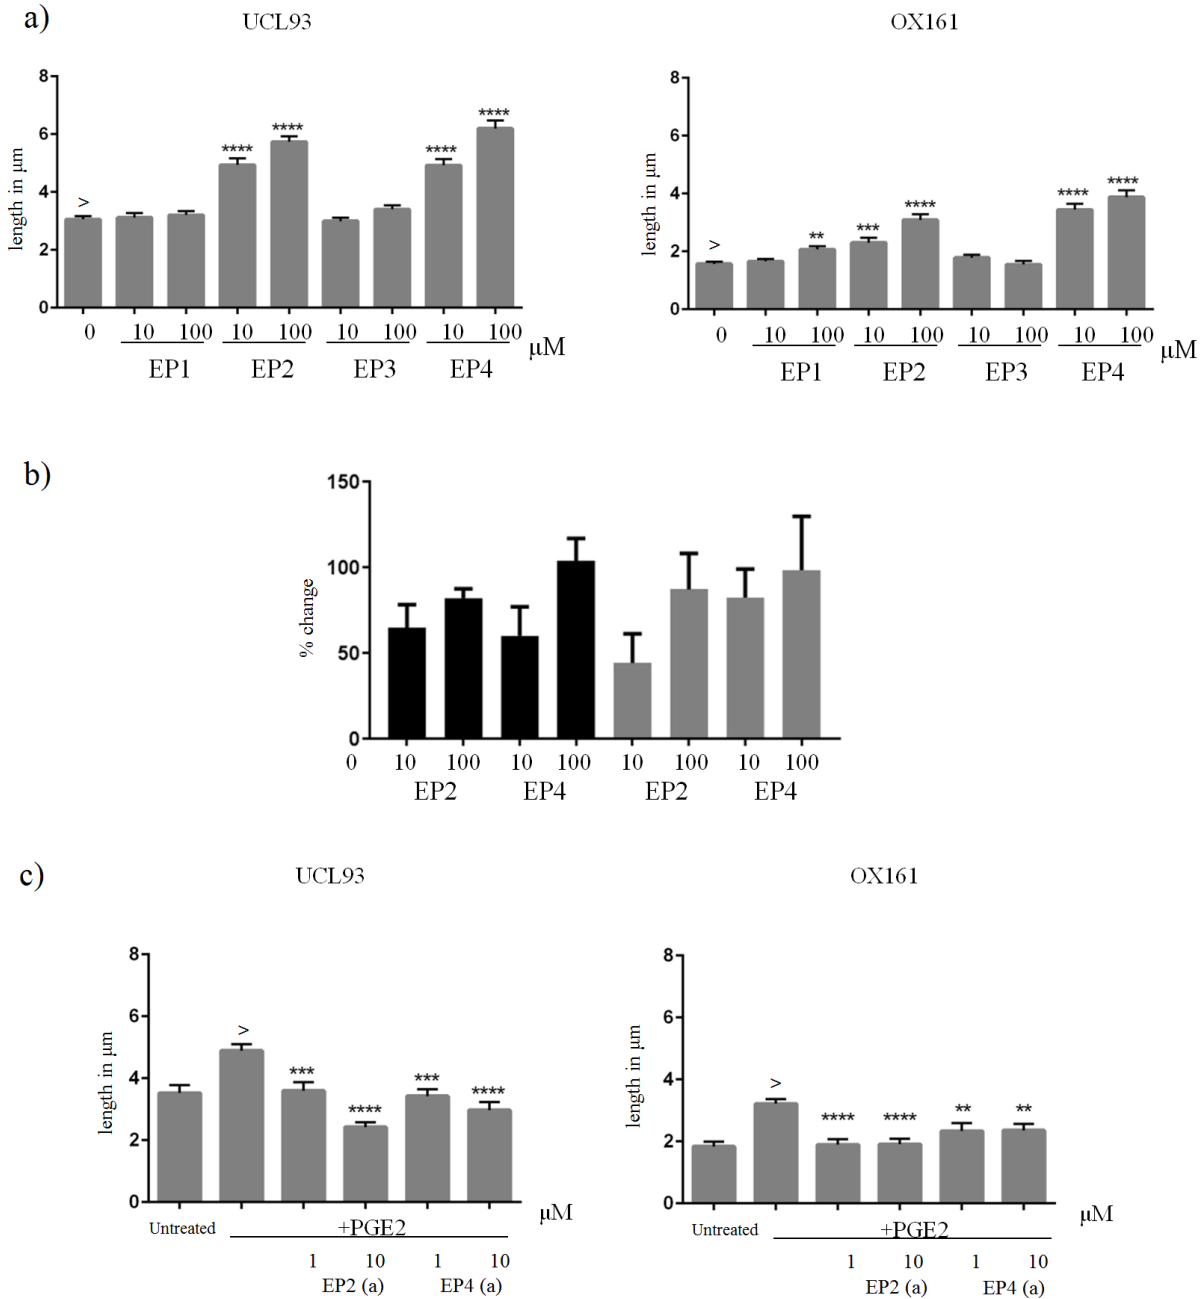 a)
UCL93
OX161
8
6
4
2
0
length in µm
>
****
****
****
****
0 10 100 10 100 10 100 10 100
µM
EP1 EP2 EP3 EP4
8
6
4
2
0
length in µm
>
**
***
****
****
****
0 10 100 10 100 10 100 10 100
µM
EP1 EP2 EP3 EP4
b)
150
100
50
0
% change
0 10 100 10 100 10 100 10 100
EP2 EP4 EP2 EP4
c)
UCL93
OX161
8
6
4
2
0
length in µm
>
***
****
***
****
µM
Untreated +PGE2
1 10 1 10
EP2 (a) EP4 (a)
8
6
4
2
0
length in µm
>
****
****
**
**
µM
Untreated +PGE2
1 10 1 10
EP2 (a) EP4 (a)